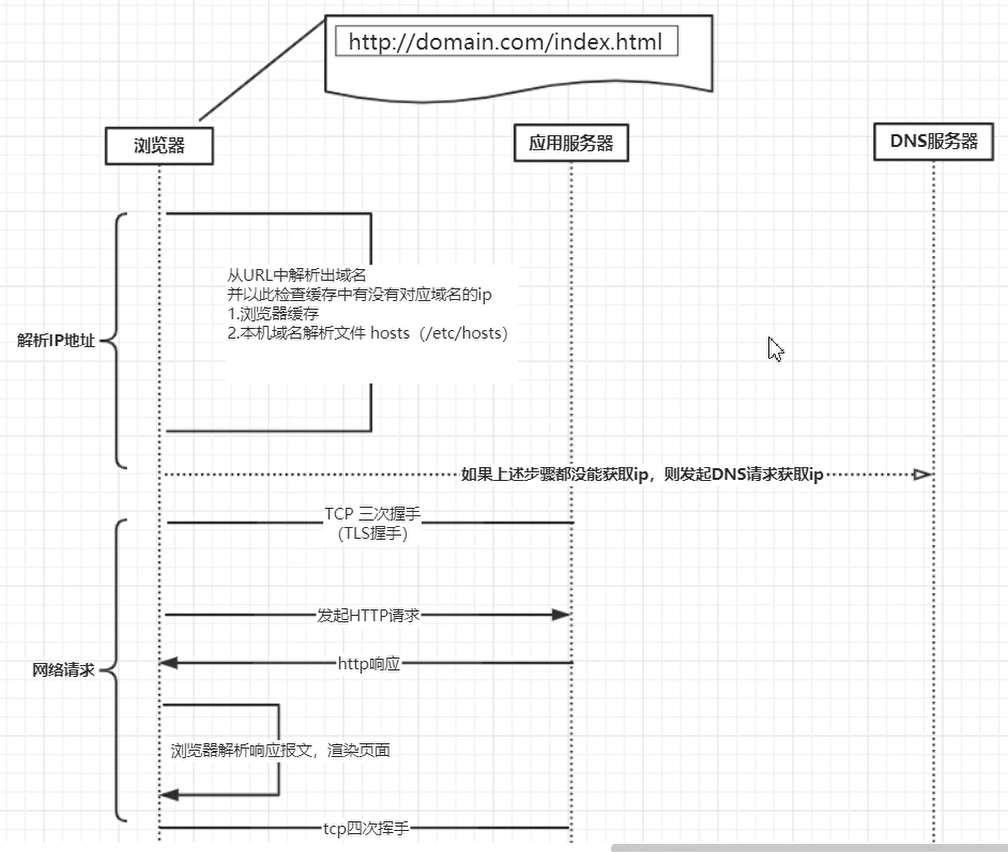 http://domain.com/index.html
浏览器
应用服务器
DNS服务器
从URL中解析出域名
并以此检查缓存中有没有对应域名的ip
1.浏览器缓存
2.本机域名解析文件 hosts（/etc/hosts）
解析IP地址
如果上述步骤都没能获取ip，则发起DNS请求获取ip
TCP 三次握手
（TLS握手）
发起HTTP请求
http响应
网络请求
浏览器解析响应报文，渲染页面
tcp四次挥手